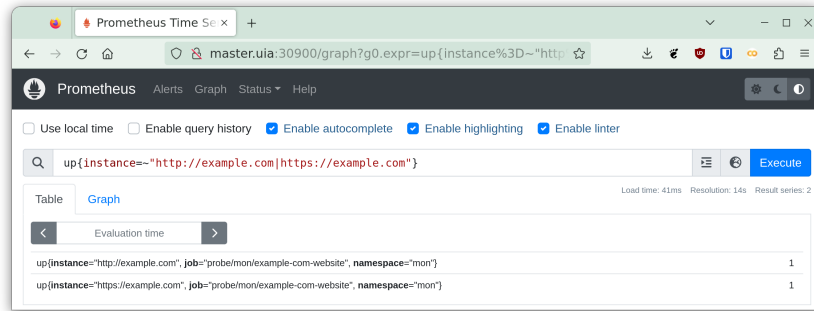 Prometheus Time Se
master.uia:30900/graph?g0.expr=up{instance%3D~"http
Prometheus Alerts Graph Status Help
Use local time Enable query history Enable autocomplete Enable highlighting Enable linter
up{instance=~"http://example.com|https://example.com"} Execute
Load time: 41ms Resolution: 14s Result series: 2
Table Graph
Evaluation time
up{instance="http://example.com", job="probe/mon/example-com-website", namespace="mon"} 1
up{instance="https://example.com", job="probe/mon/example-com-website", namespace="mon"} 1